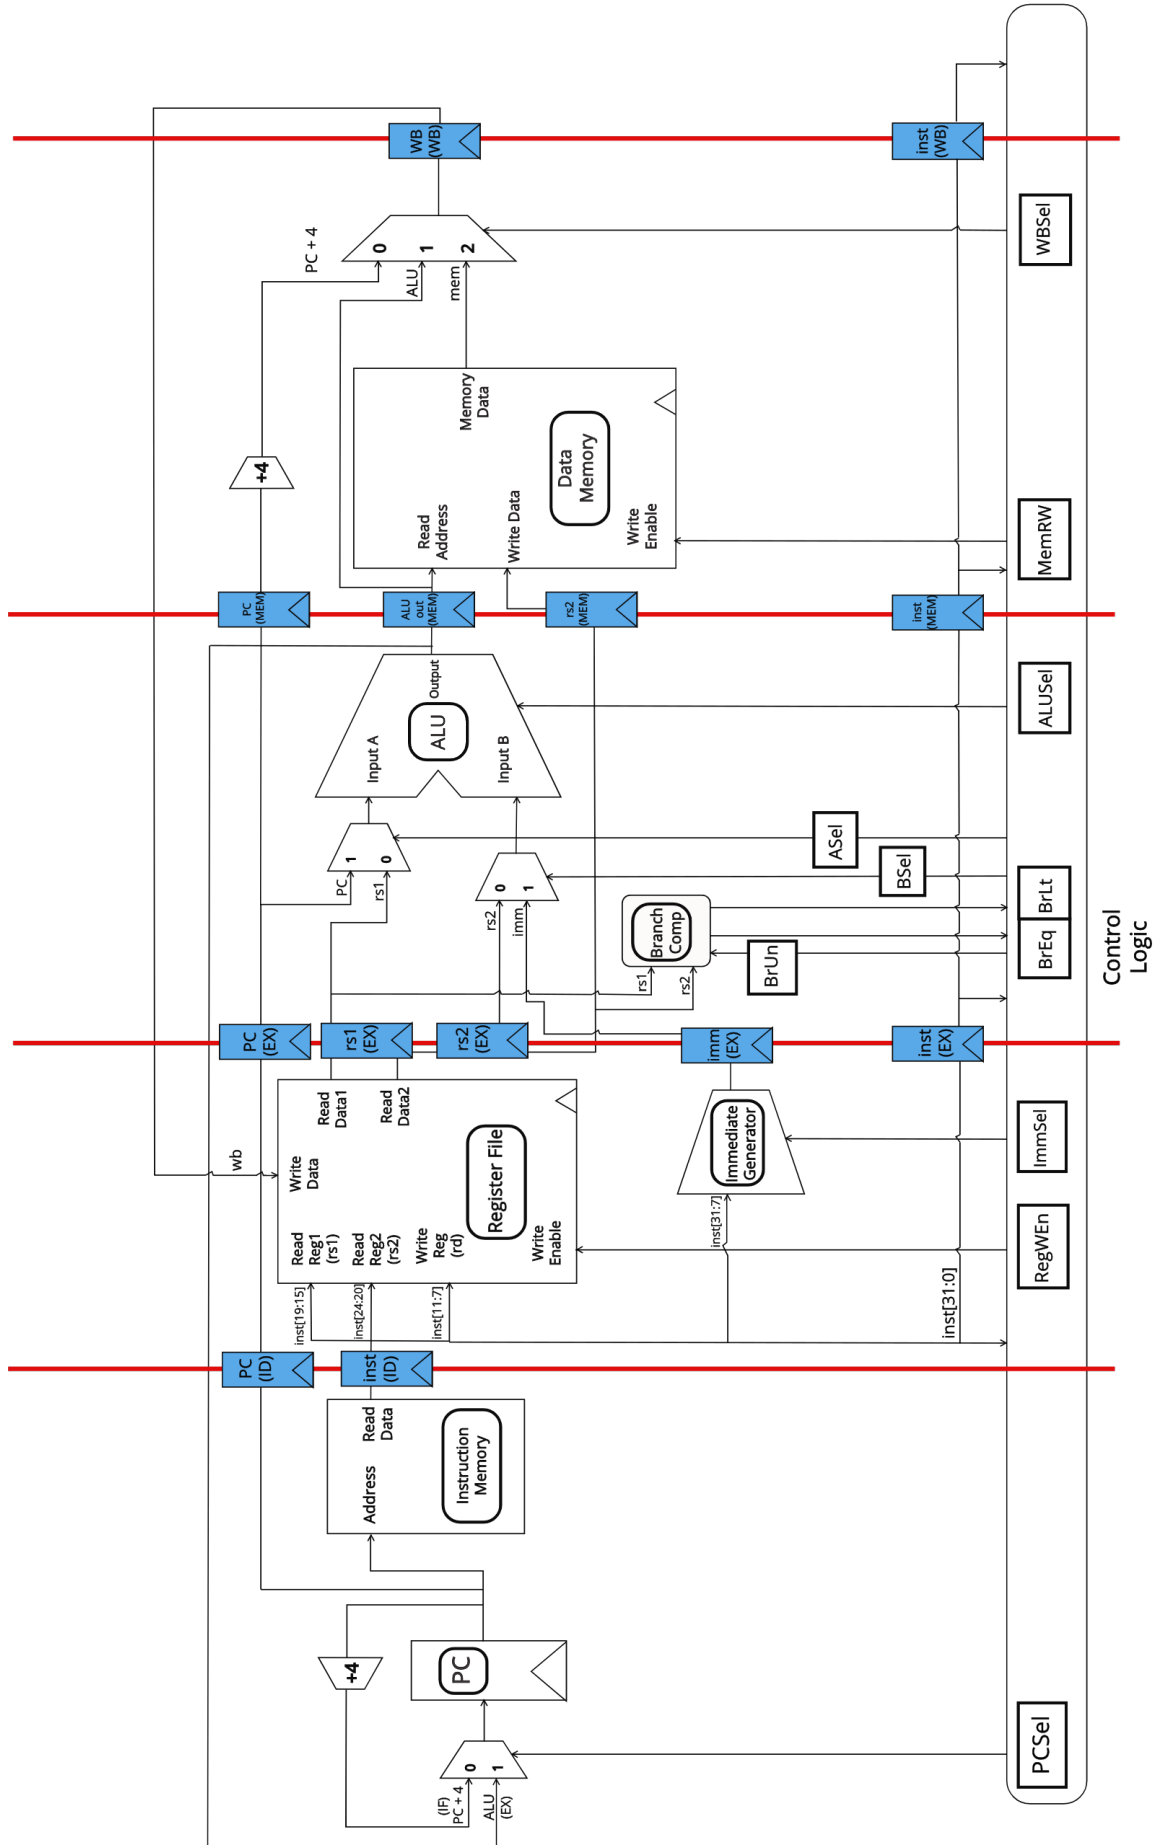 (IF)
PC + 4
ALU
(EX)
0
1
+4
PC
PCSel
Address
Read
Data
Instruction
Memory
PC
(ID)
inst
(ID)
inst[19:15]
inst[24:20]
inst[11:7]
inst[31:7]
inst[31:0]
wb
Write
Data
Read
Reg1
(rs1)
Read
Reg2
(rs2)
Write
Reg
(rd)
Write
Enable
Register File
Read
Data1
Read
Data2
Immediate
Generator
RegWEn
ImmSel
PC
(EX)
rs1
(EX)
rs2
(EX)
imm
(EX)
inst
(EX)
PC
rs1
1
0
rs2
imm
0
1
rs1
rs2
Branch
Comp
BrUn
BrEq
BrLt
BSel
ASel
Input A
Input B
ALU
Output
ALUSel
Control
Logic
PC
(MEM)
ALU
out
(MEM)
rs2
(MEM)
inst
(MEM)
+4
Read
Address
Write Data
Write
Enable
Data
Memory
Memory
Data
MemRW
PC + 4
ALU
mem
0
1
2
WBSel
WB
(WB)
inst
(WB)